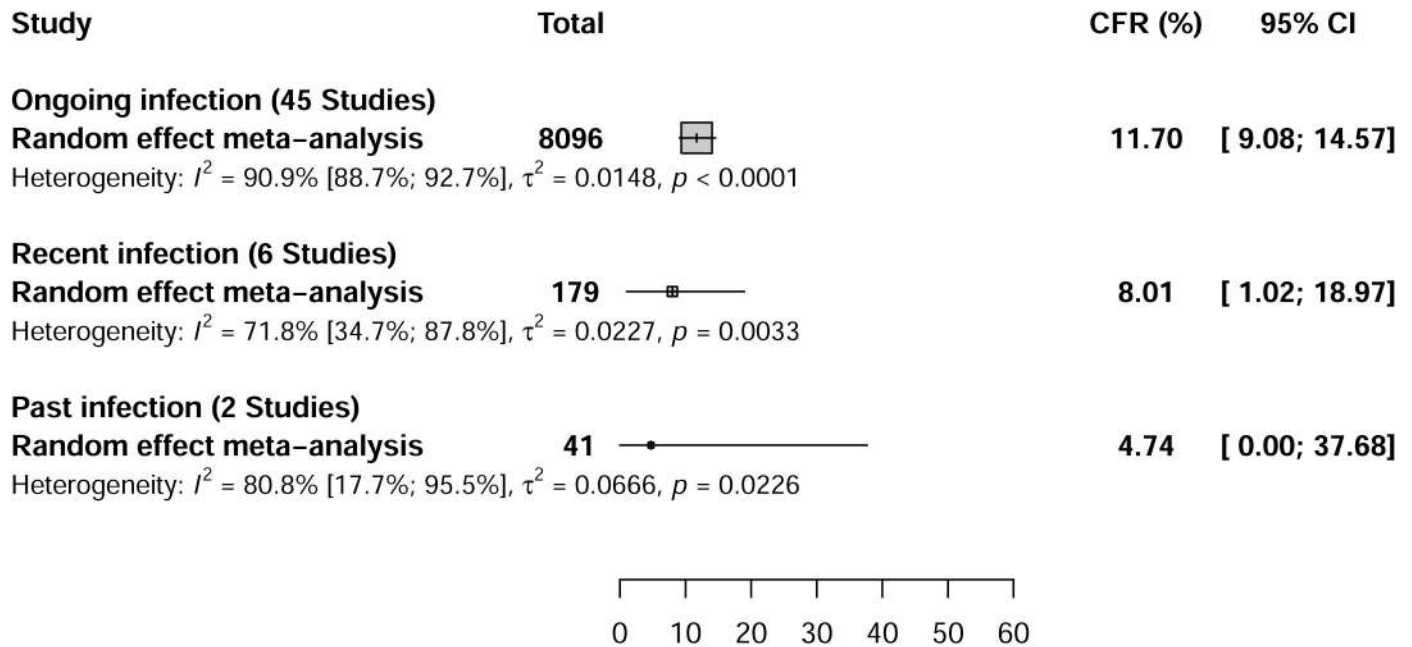 Study Total CFR (%) 95% CI
Ongoing infection (45 Studies)
Random effect meta−analysis 8096 11.70 [ 9.08; 14.57]
Heterogeneity: I² = 90.9% [88.7%; 92.7%], τ² = 0.0148, p < 0.0001
Recent infection (6 Studies)
Random effect meta−analysis 179 8.01 [ 1.02; 18.97]
Heterogeneity: I² = 71.8% [34.7%; 87.8%], τ² = 0.0227, p = 0.0033
Past infection (2 Studies)
Random effect meta−analysis 41 4.74 [ 0.00; 37.68]
Heterogeneity: I² = 80.8% [17.7%; 95.5%], τ² = 0.0666, p = 0.0226
0 10 20 30 40 50 60